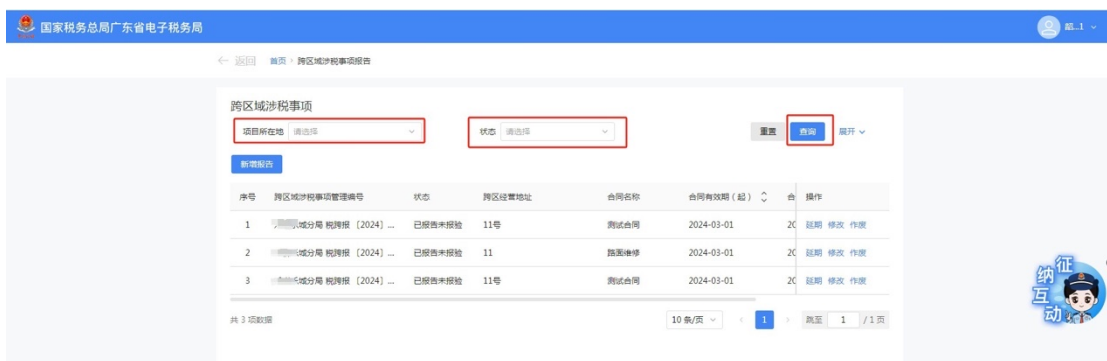 国家税务总局广东省电子税务局
返回 首页 跨区域涉税事项报告
跨区域涉税事项
项目所在地 请选择 状态 请选择 重置 查询 展开
新增报告
序号 跨区域涉税事项管理编号 状态 跨区经营地址 合同名称 合同有效期(起) 合 操作
1 城分局 税跨报 [2024] ... 已报告未报验 11号 测试合同 2024-03-01 20 延期 修改 作废
2 城分局 税跨报 [2024] ... 已报告未报验 11 路面维修 2024-03-01 20 延期 修改 作废
3 城分局 税跨报 [2024] ... 已报告未报验 11号 测试合同 2024-03-01 20 延期 修改 作废
共 3 项数据 10 条/页 1 跳至 1 /1页
征纳互动